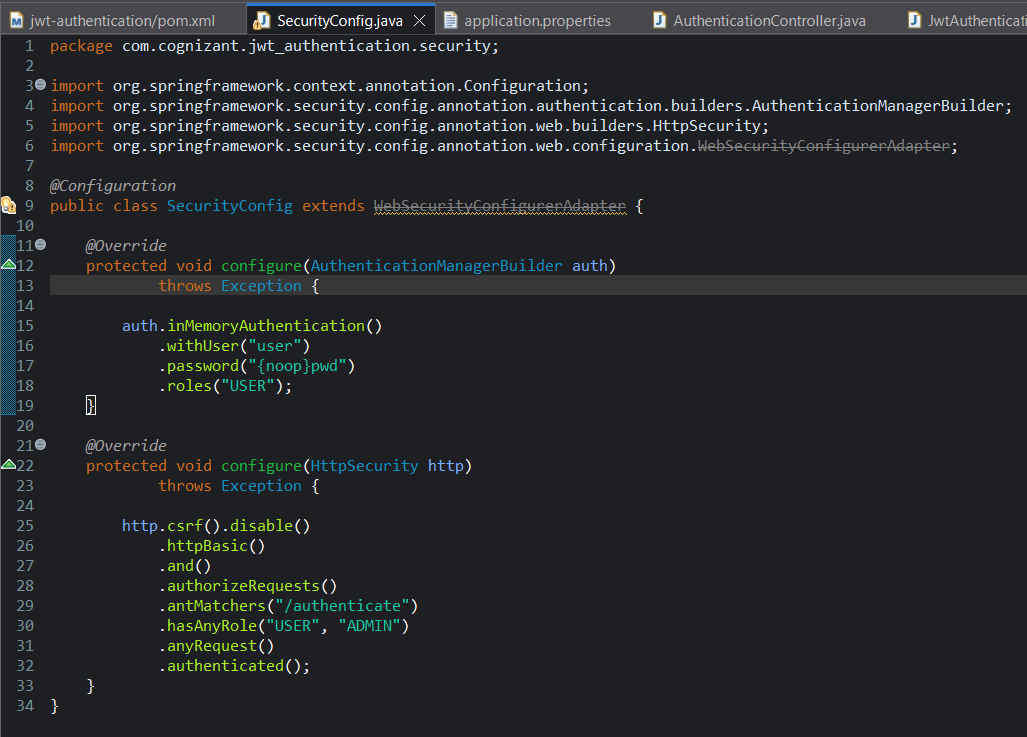 jwt-authentication/pom.xml SecurityConfig.java application.properties AuthenticationController.java JwtAuthenticati
1 package com.cognizant.jwt_authentication.security;
2
3 import org.springframework.context.annotation.Configuration;
4 import org.springframework.security.config.annotation.authentication.builders.AuthenticationManagerBuilder;
5 import org.springframework.security.config.annotation.web.builders.HttpSecurity;
6 import org.springframework.security.config.annotation.web.configuration.WebSecurityConfigurerAdapter;
7
8 @Configuration
9 public class SecurityConfig extends WebSecurityConfigurerAdapter {
10
11 @Override
12 protected void configure(AuthenticationManagerBuilder auth)
13 throws Exception {
14
15 auth.inMemoryAuthentication()
16 .withUser("user")
17 .password("{noop}pwd")
18 .roles("USER");
19 }
20
21 @Override
22 protected void configure(HttpSecurity http)
23 throws Exception {
24
25 http.csrf().disable()
26 .httpBasic()
27 .and()
28 .authorizeRequests()
29 .antMatchers("/authenticate")
30 .hasAnyRole("USER", "ADMIN")
31 .anyRequest()
32 .authenticated();
33 }
34 }